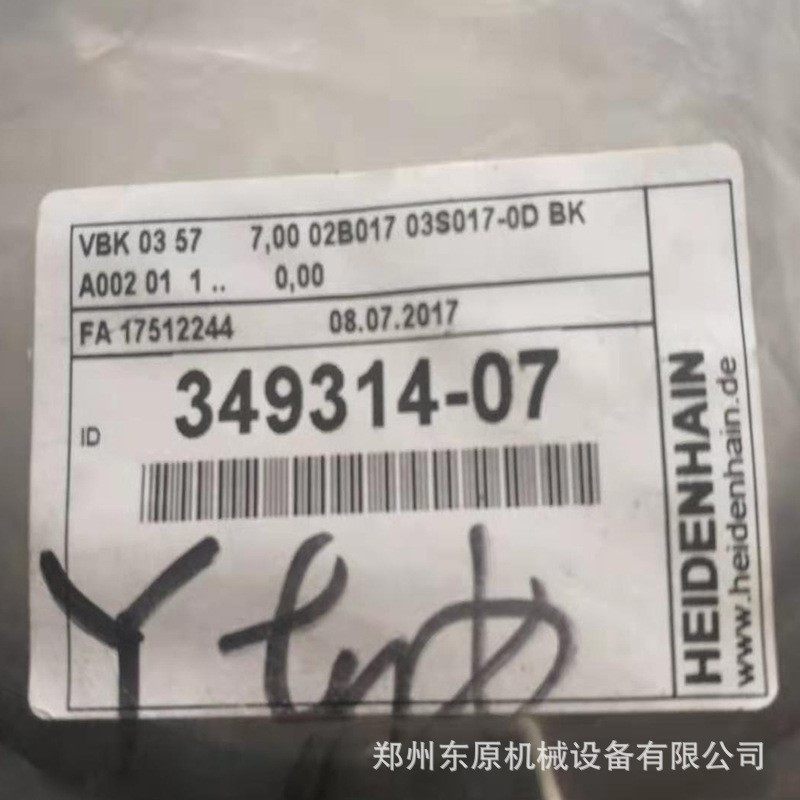 VBK 03 57 7,00 02B017 03S017-0D BK
A002 01 1 .. 0,00
FA 17512244 08.07.2017
ID 349314-07
HEIDENHAIN
www.heidenhain.de
Y
郑州东原机械设备有限公司